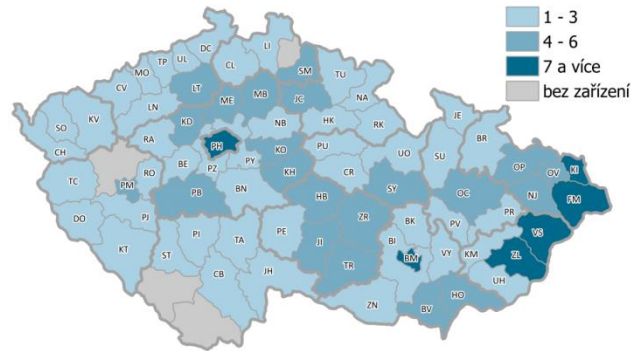 1 - 3
4 - 6
7 a více
bez zařízení
DC
LI
UL
TP
CL
MO
SM
LT
TU
CV
ME
MB
JC
NA
LN
KD
NB
HK
RK
JE
SO
KV
RA
PH
KO
PU
UO
SU
BR
CH
BE
PZ
PY
CR
OP
OV
KI
TC
PM
RO
KH
SY
OC
NJ
FM
PB
BN
HB
PR
DO
PJ
ZR
BK
PV
VS
KT
PI
TA
PE
JI
BI
BM
VY
KM
ZL
ST
TR
UH
CB
JH
HO
ZN
BV